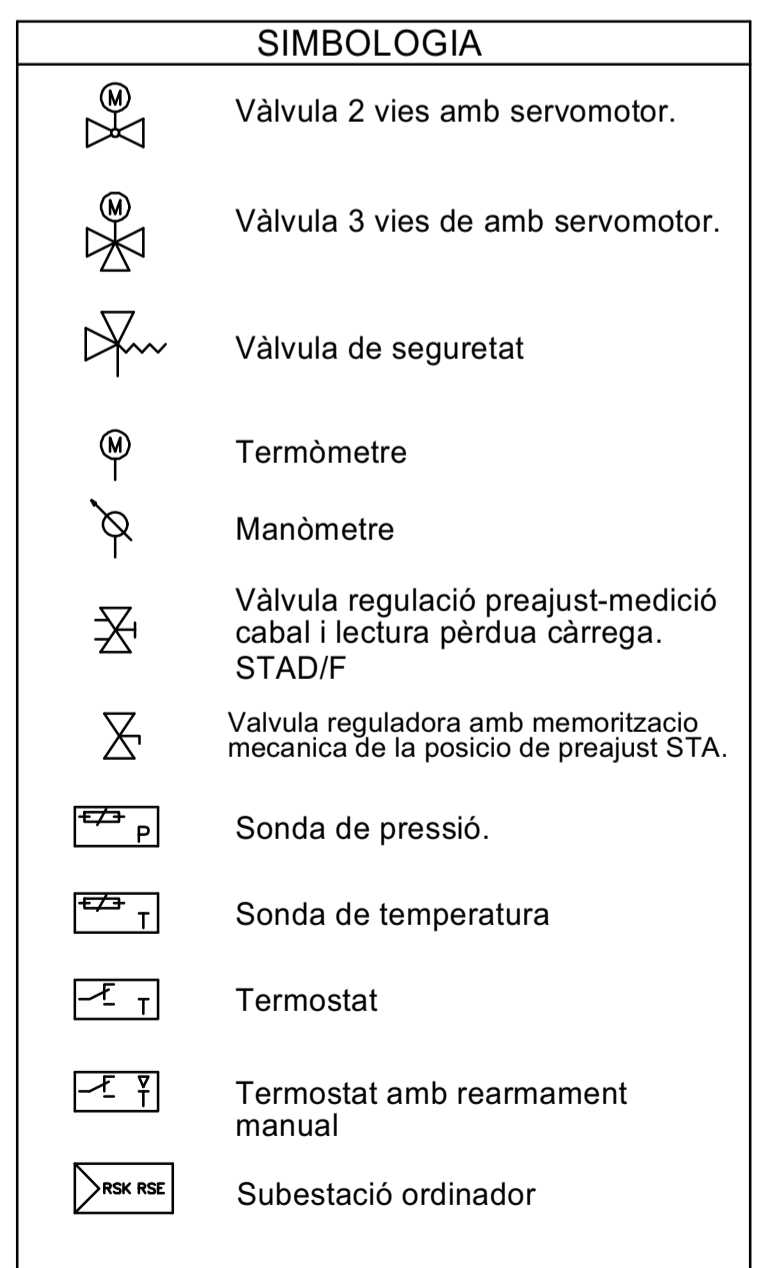 SIMBOLOGIA
M
Vàlvula 2 vies amb servomotor.
M
Vàlvula 3 vies de amb servomotor.
Vàlvula de seguretat
M
Termòmetre
Manòmetre
Vàlvula regulació preajust-medició
cabal i lectura pèrdua càrrega.
STAD/F
Valvula reguladora amb memoritzacio
mecanica de la posicio de preajust STA.
P
Sonda de pressió.
T
Sonda de temperatura
T
Termostat
T
Termostat amb rearmament
manual
RSK RSE
Subestació ordinador